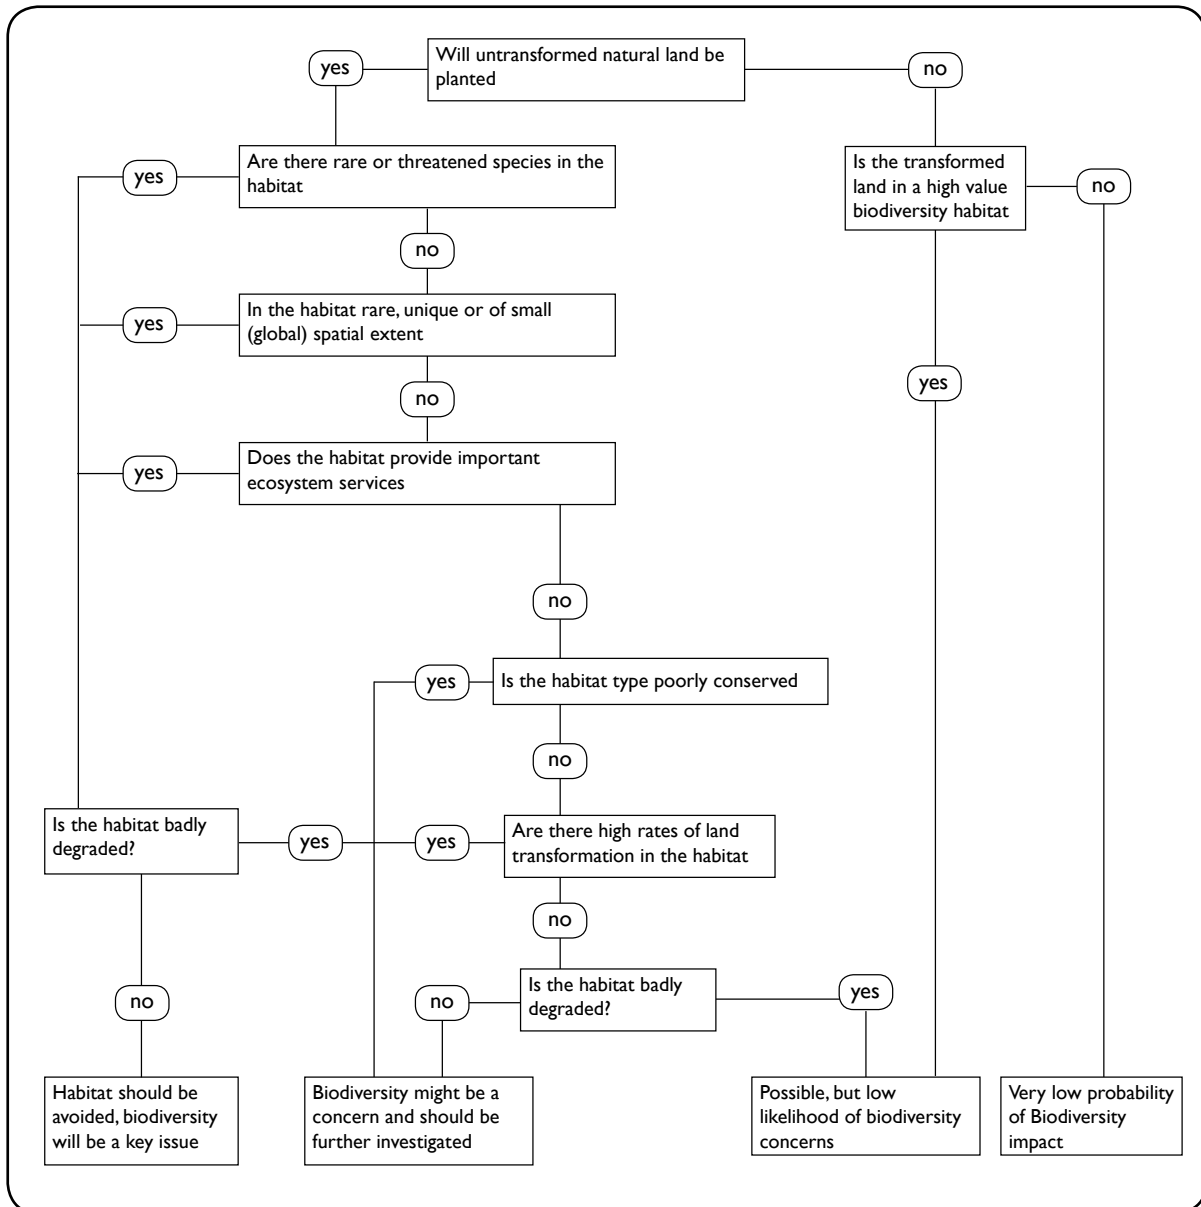 Will untransformed natural land be
planted
yes
no
Are there rare or threatened species in the
habitat
yes
Is the transformed
land in a high value
biodiversity habitat
no
no
In the habitat rare, unique or of small
(global) spatial extent
yes
yes
no
Does the habitat provide important
ecosystem services
yes
no
Is the habitat type poorly conserved
yes
no
Is the habitat badly
degraded?
yes
yes
Are there high rates of land
transformation in the habitat
no
Is the habitat badly
degraded?
no
no
yes
Habitat should be
avoided, biodiversity
will be a key issue
Biodiversity might be a
concern and should be
further investigated
Possible, but low
likelihood of biodiversity
concerns
Very low probability
of Biodiversity
impact